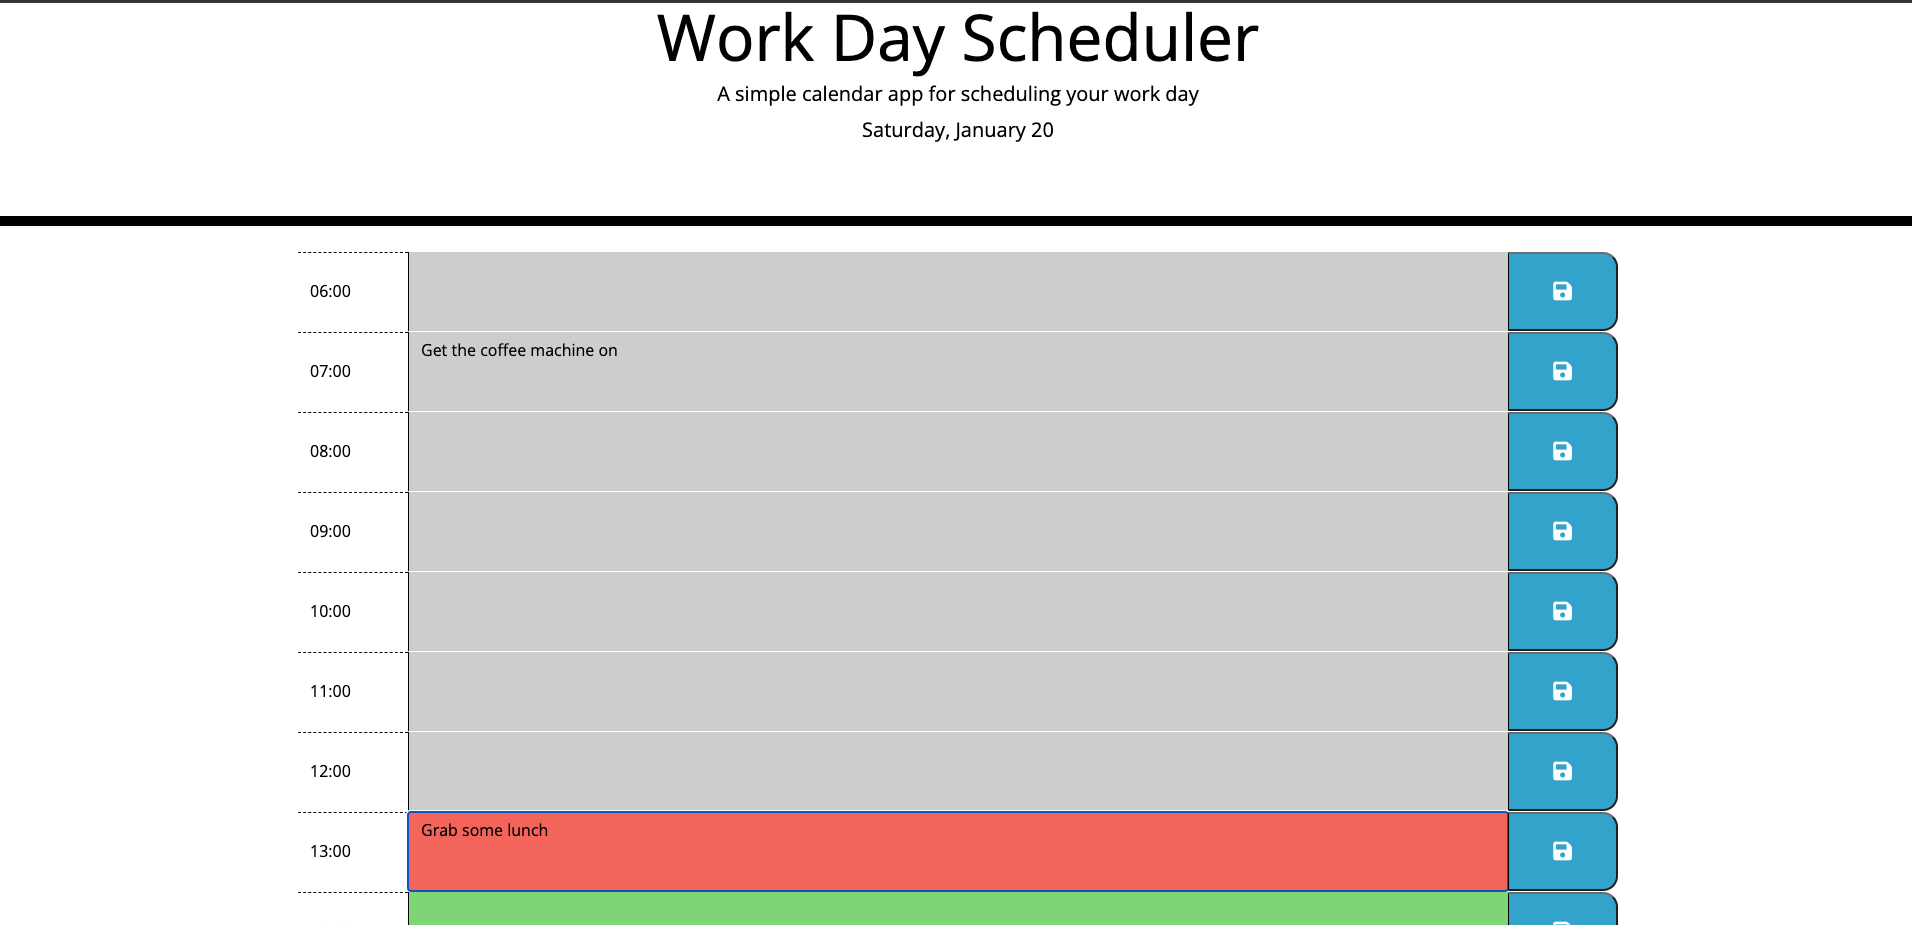 Work Day Scheduler
A simple calendar app for scheduling your work day
Saturday, January 20
06:00
07:00 Get the coffee machine on
08:00
09:00
10:00
11:00
12:00
13:00 Grab some lunch